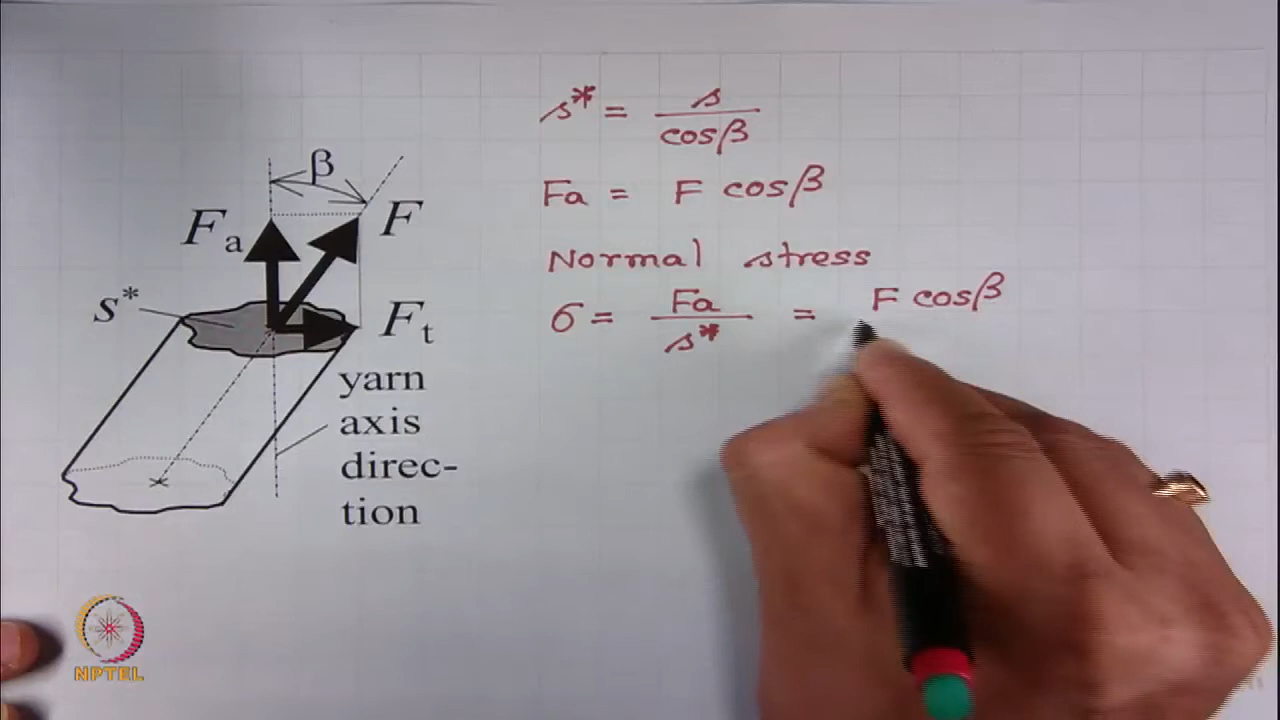 s* = s / cosβ
Fa = F cosβ
Normal stress
σ = Fa / s* = F cosβ
β
Fa
F
s*
Ft
yarn
axis
direc-
tion
NPTEL